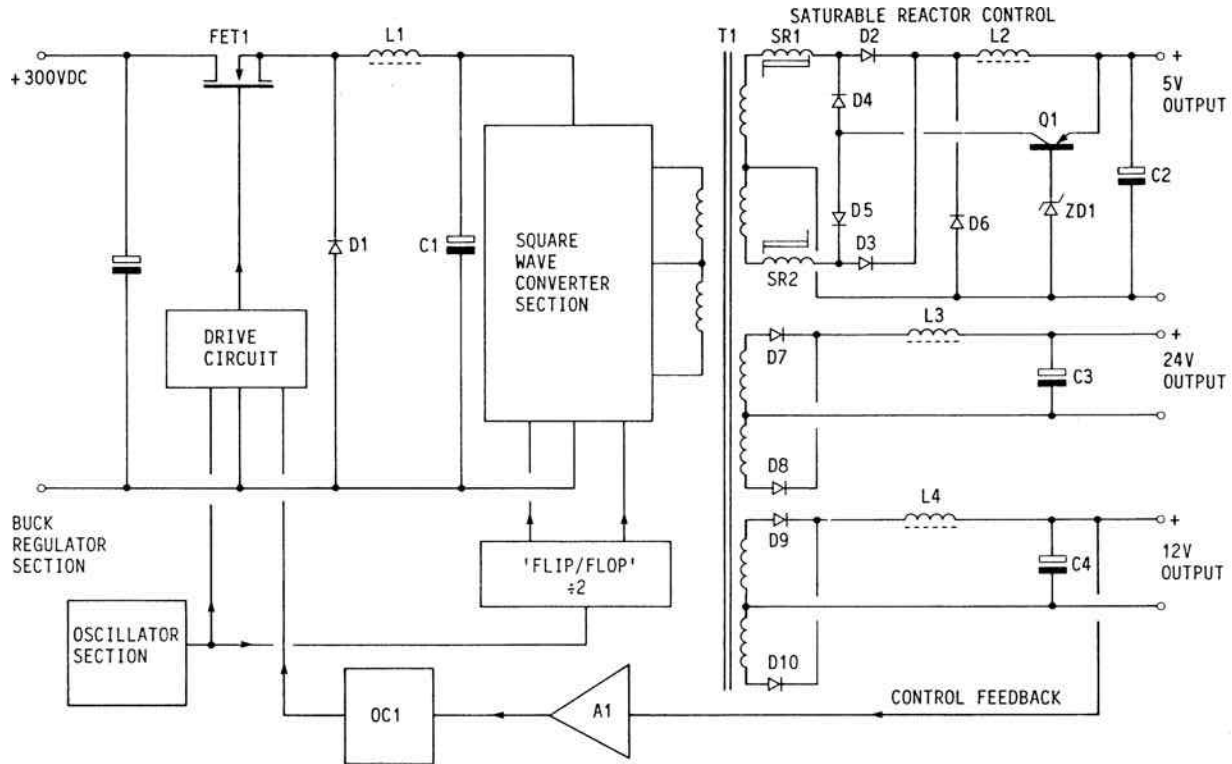 SATURABLE REACTOR CONTROL
FET1
L1
T1
SR1
D2
L2
+
+300VDC
5V
OUTPUT
D4
Q1
C2
D5
ZD1
D1
C1
SQUARE
WAVE
CONVERTER
SECTION
D6
D3
SR2
DRIVE
CIRCUIT
L3
+
D7
24V
OUTPUT
C3
D8
L4
BUCK
REGULATOR
SECTION
+
D9
12V
OUTPUT
'FLIP/FLOP'
÷2
C4
OSCILLATOR
SECTION
D10
CONTROL FEEDBACK
OC1
A1